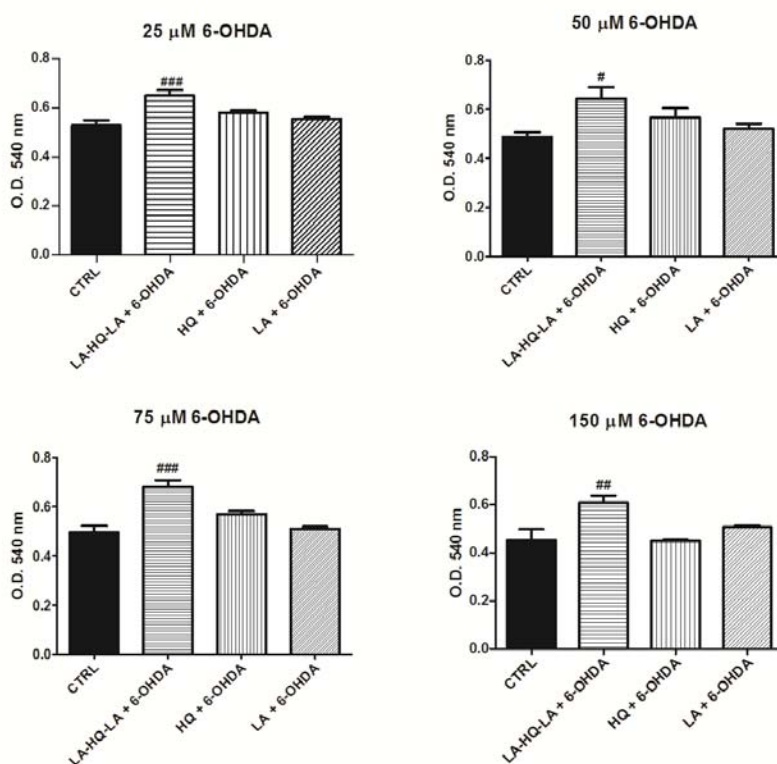 25 μM 6-OHDA
###
O.D. 540 nm
0.8
0.6
0.4
0.2
0.0
CTRL
LA-HQ-LA + 6-OHDA
HQ + 6-OHDA
LA + 6-OHDA
50 μM 6-OHDA
#
O.D. 540 nm
0.8
0.6
0.4
0.2
0.0
CTRL
LA-HQ-LA + 6-OHDA
HQ + 6-OHDA
LA + 6-OHDA
75 μM 6-OHDA
###
O.D. 540 nm
0.8
0.6
0.4
0.2
0.0
CTRL
LA-HQ-LA + 6-OHDA
HQ + 6-OHDA
LA + 6-OHDA
150 μM 6-OHDA
##
O.D. 540 nm
0.8
0.6
0.4
0.2
0.0
CTRL
LA-HQ-LA + 6-OHDA
HQ + 6-OHDA
LA + 6-OHDA